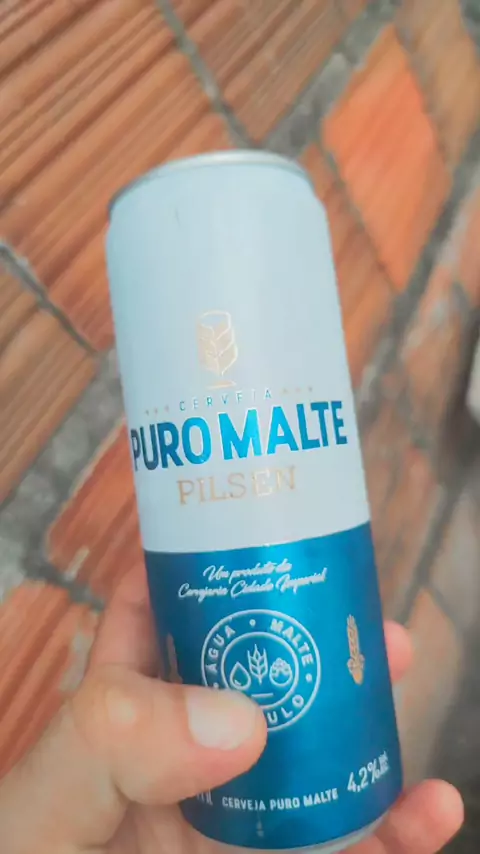 CERVEJA
PURO MALTE
PILSEN
Um produto da
Cervejaria Cidade Imperial
ÁGUA • MALTE
CERVEJA PURO MALTE
4,2%